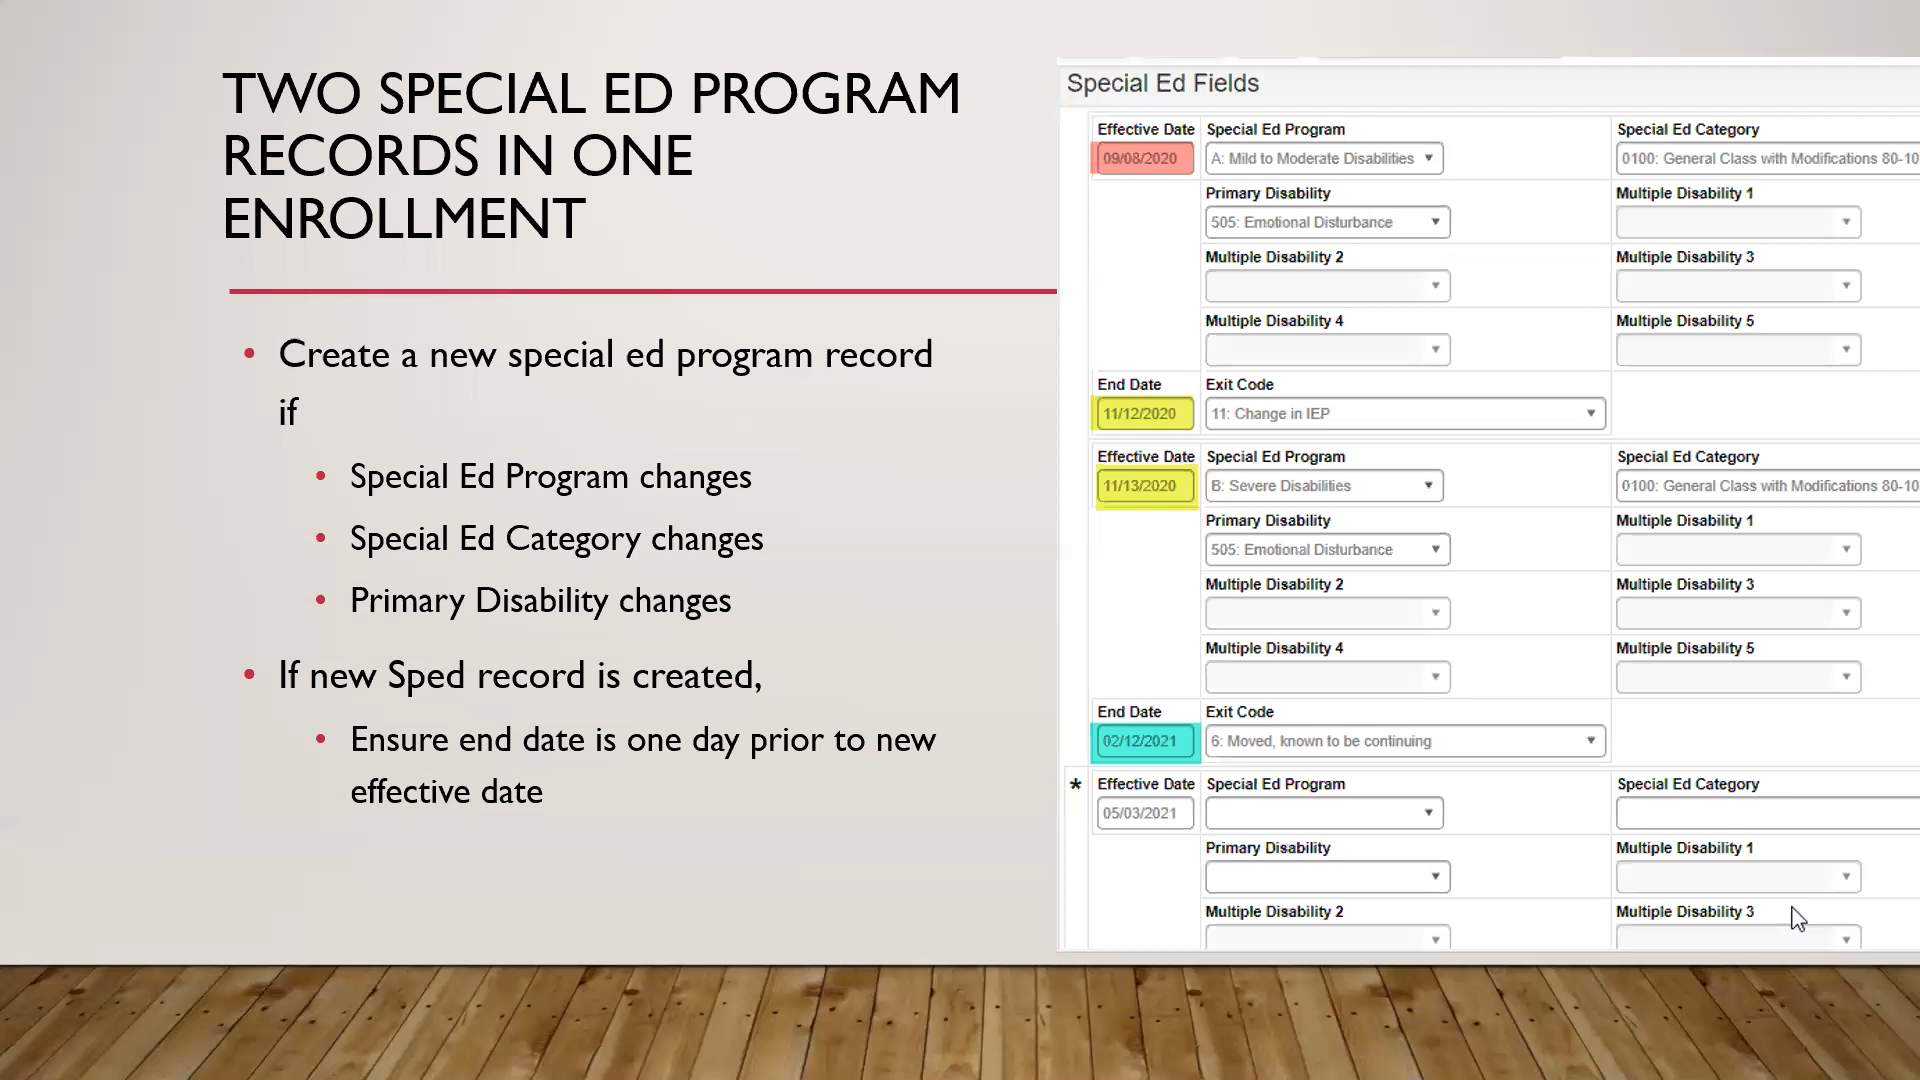 TWO SPECIAL ED PROGRAM
RECORDS IN ONE
ENROLLMENT
• Create a new special ed program record
if
• Special Ed Program changes
• Special Ed Category changes
• Primary Disability changes
• If new Sped record is created,
• Ensure end date is one day prior to new
effective date
Special Ed Fields
Effective Date Special Ed Program Special Ed Category
09/08/2020 A: Mild to Moderate Disabilities 0100: General Class with Modifications 80-10
Primary Disability Multiple Disability 1
505: Emotional Disturbance
Multiple Disability 2 Multiple Disability 3
Multiple Disability 4 Multiple Disability 5
End Date Exit Code
11/12/2020 11: Change in IEP
Effective Date Special Ed Program Special Ed Category
11/13/2020 B: Severe Disabilities 0100: General Class with Modifications 80-10
Primary Disability Multiple Disability 1
505: Emotional Disturbance
Multiple Disability 2 Multiple Disability 3
Multiple Disability 4 Multiple Disability 5
End Date Exit Code
02/12/2021 6: Moved, known to be continuing
* Effective Date Special Ed Program Special Ed Category
05/03/2021
Primary Disability Multiple Disability 1
Multiple Disability 2 Multiple Disability 3